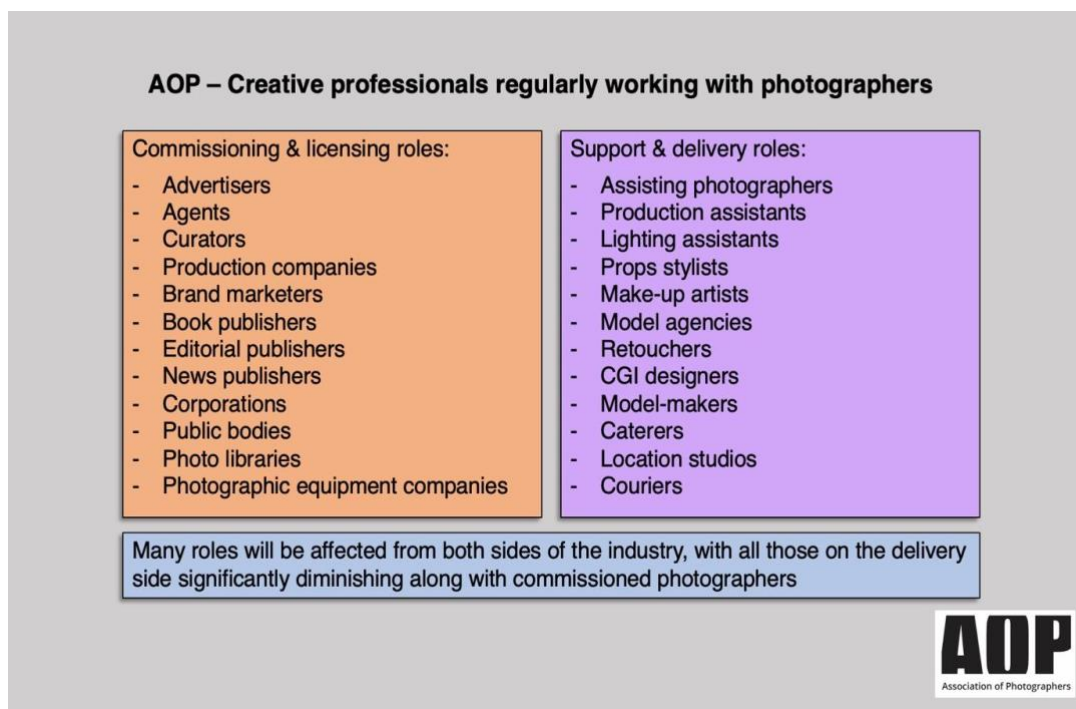 AOP – Creative professionals regularly working with photographers
Commissioning & licensing roles:
- Advertisers
- Agents
- Curators
- Production companies
- Brand marketers
- Book publishers
- Editorial publishers
- News publishers
- Corporations
- Public bodies
- Photo libraries
- Photographic equipment companies
Support & delivery roles:
- Assisting photographers
- Production assistants
- Lighting assistants
- Props stylists
- Make-up artists
- Model agencies
- Retouchers
- CGI designers
- Model-makers
- Caterers
- Location studios
- Couriers
Many roles will be affected from both sides of the industry, with all those on the delivery
side significantly diminishing along with commissioned photographers
AOP
Association of Photographers